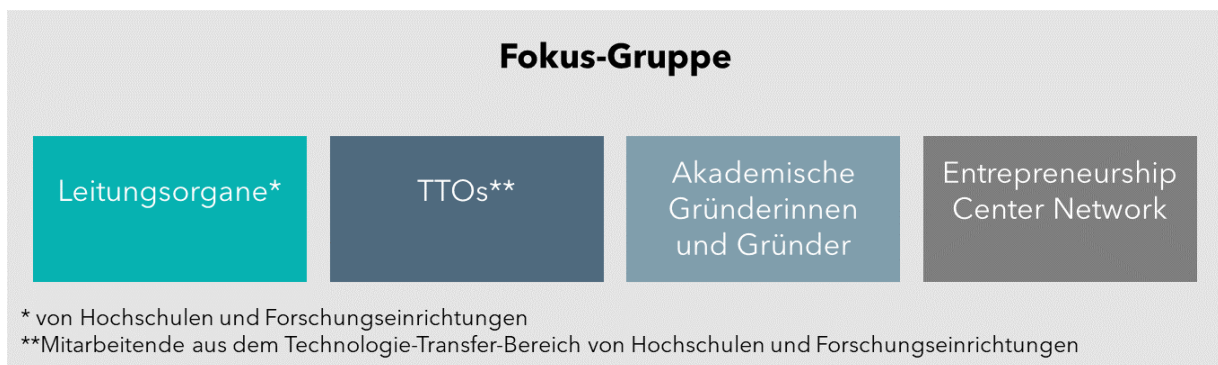 Fokus-Gruppe
Leitungsorgane*
TTOs**
Akademische
Gründerinnen
und Gründer
Entrepreneurship
Center Network
* von Hochschulen und Forschungseinrichtungen
**Mitarbeitende aus dem Technologie-Transfer-Bereich von Hochschulen und Forschungseinrichtungen